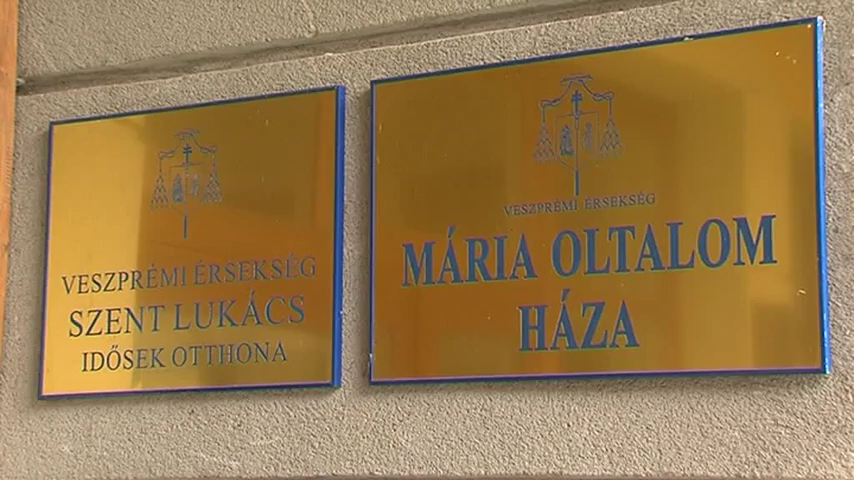 VESZPRÉMI ÉRSEKSÉG
SZENT LUKÁCS
IDŐSEK OTTHONA
VESZPRÉMI ÉRSEKSÉG
MÁRIA OLTALOM
HÁZA